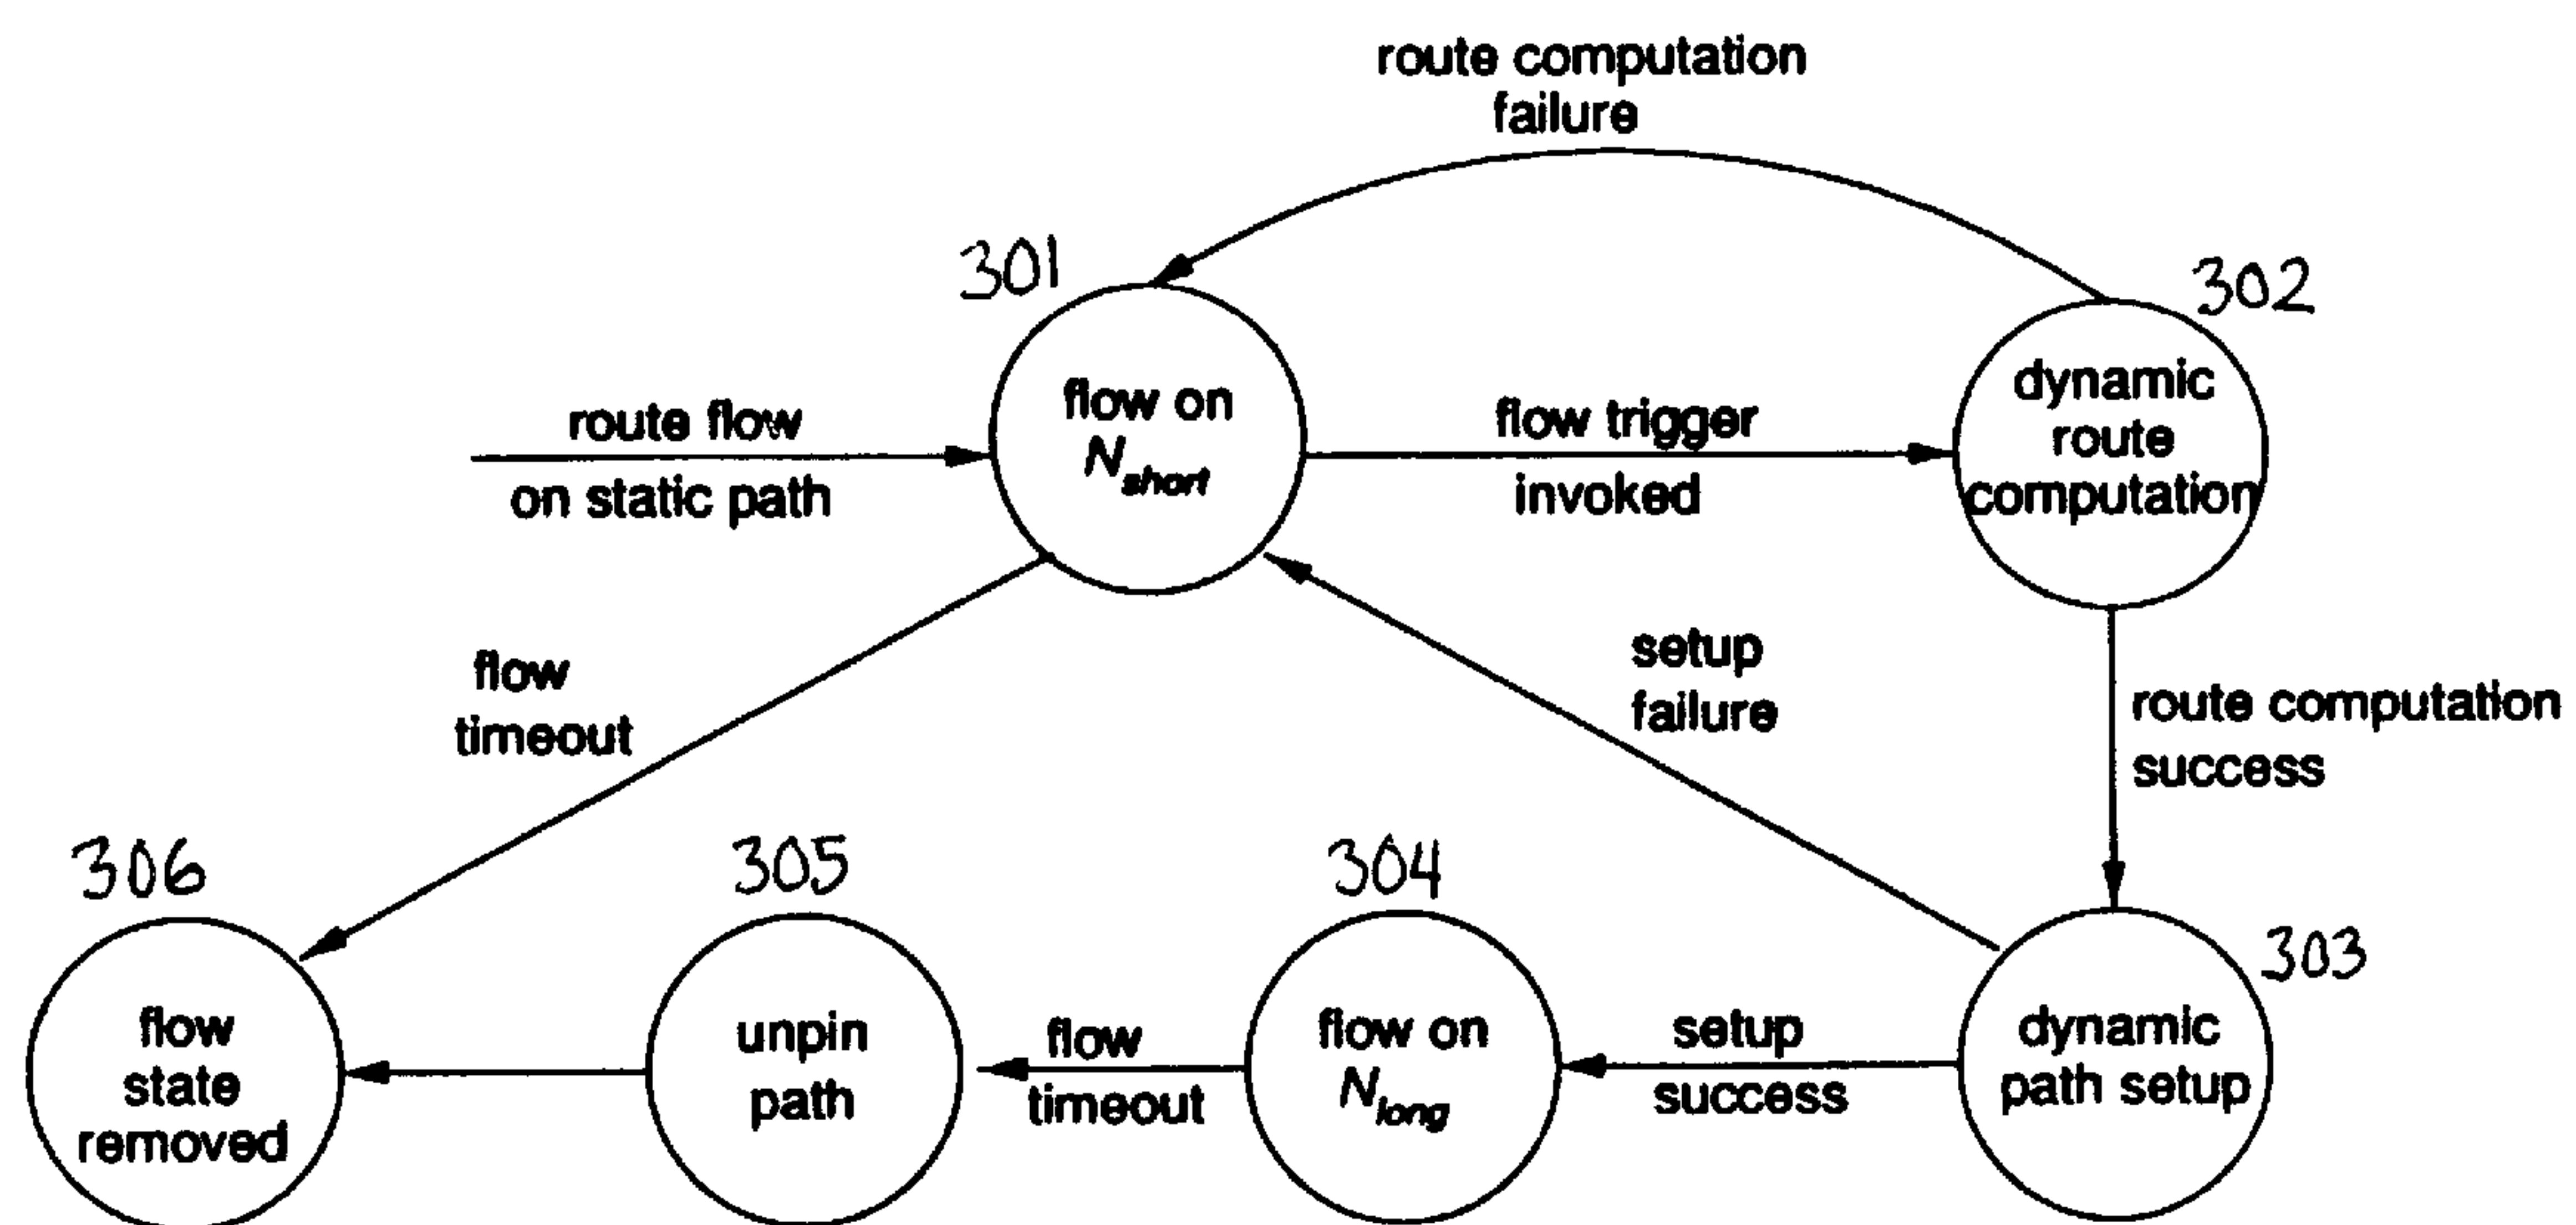 route computation
failure
301
302
flow on
N_short
dynamic
route
computation
route flow
on static path
flow trigger
invoked
flow
timeout
setup
failure
route computation
success
306
305
304
303
flow
state
removed
unpin
path
flow
timeout
flow on
N_long
setup
success
dynamic
path setup